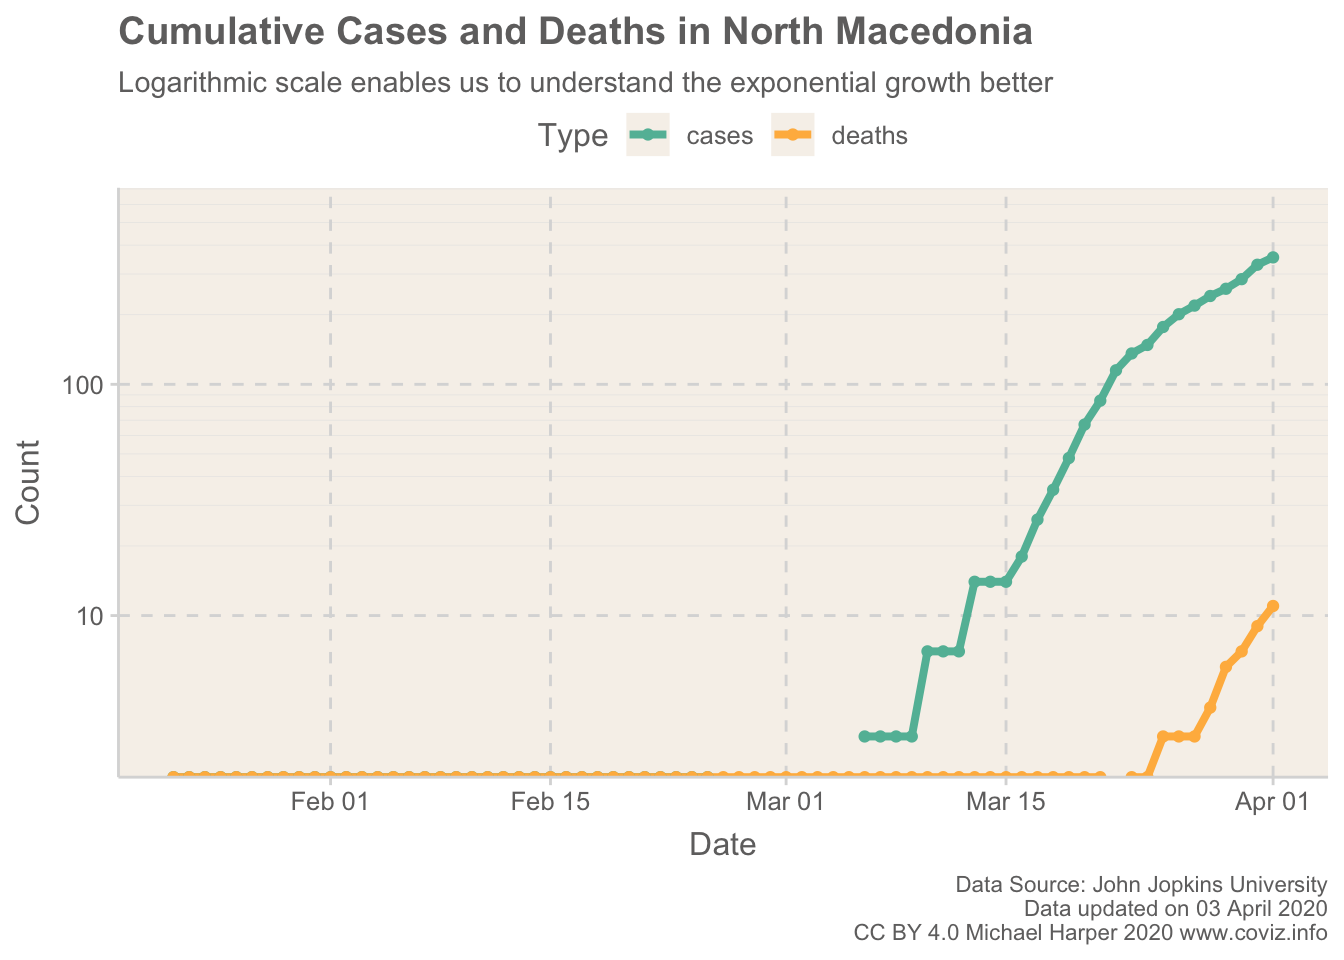 Cumulative Cases and Deaths in North Macedonia
Logarithmic scale enables us to understand the exponential growth better
Type cases deaths
100
Count
10
Feb 01 Feb 15 Mar 01 Mar 15 Apr 01
Date
Data Source: John Jopkins University
Data updated on 03 April 2020
CC BY 4.0 Michael Harper 2020 www.coviz.info